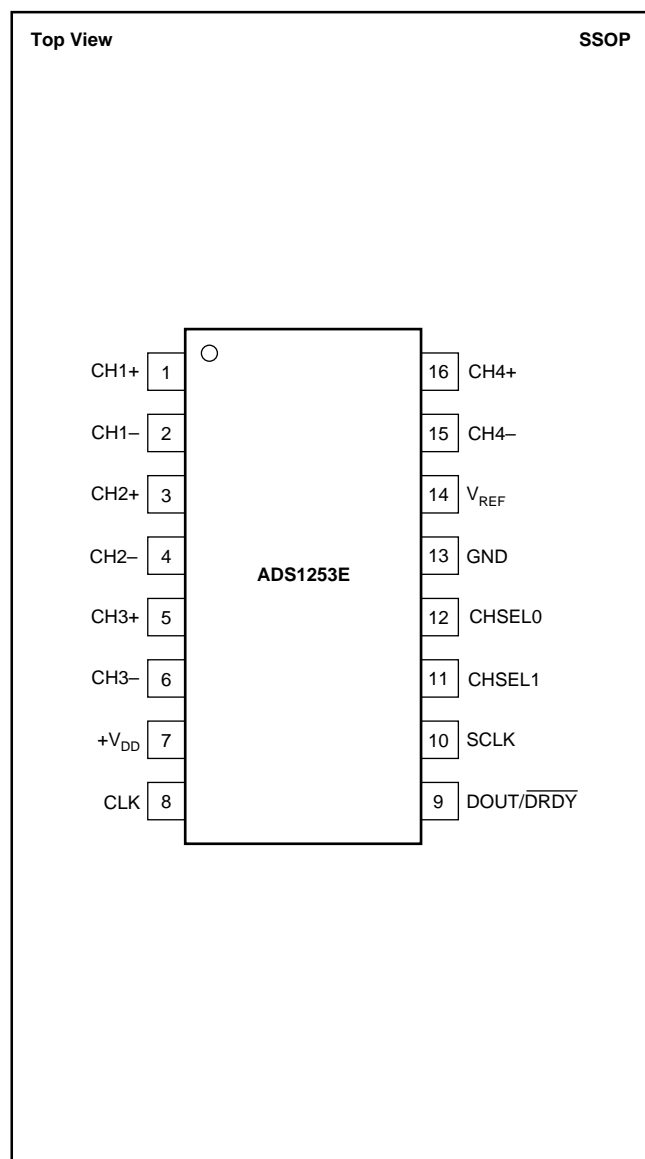 Top View SSOP
CH1+ 1 16 CH4+
CH1– 2 15 CH4–
CH2+ 3 14 VREF
CH2– 4 13 GND
ADS1253E
CH3+ 5 12 CHSEL0
CH3– 6 11 CHSEL1
+VDD 7 10 SCLK
CLK 8 9 DOUT/DRDY